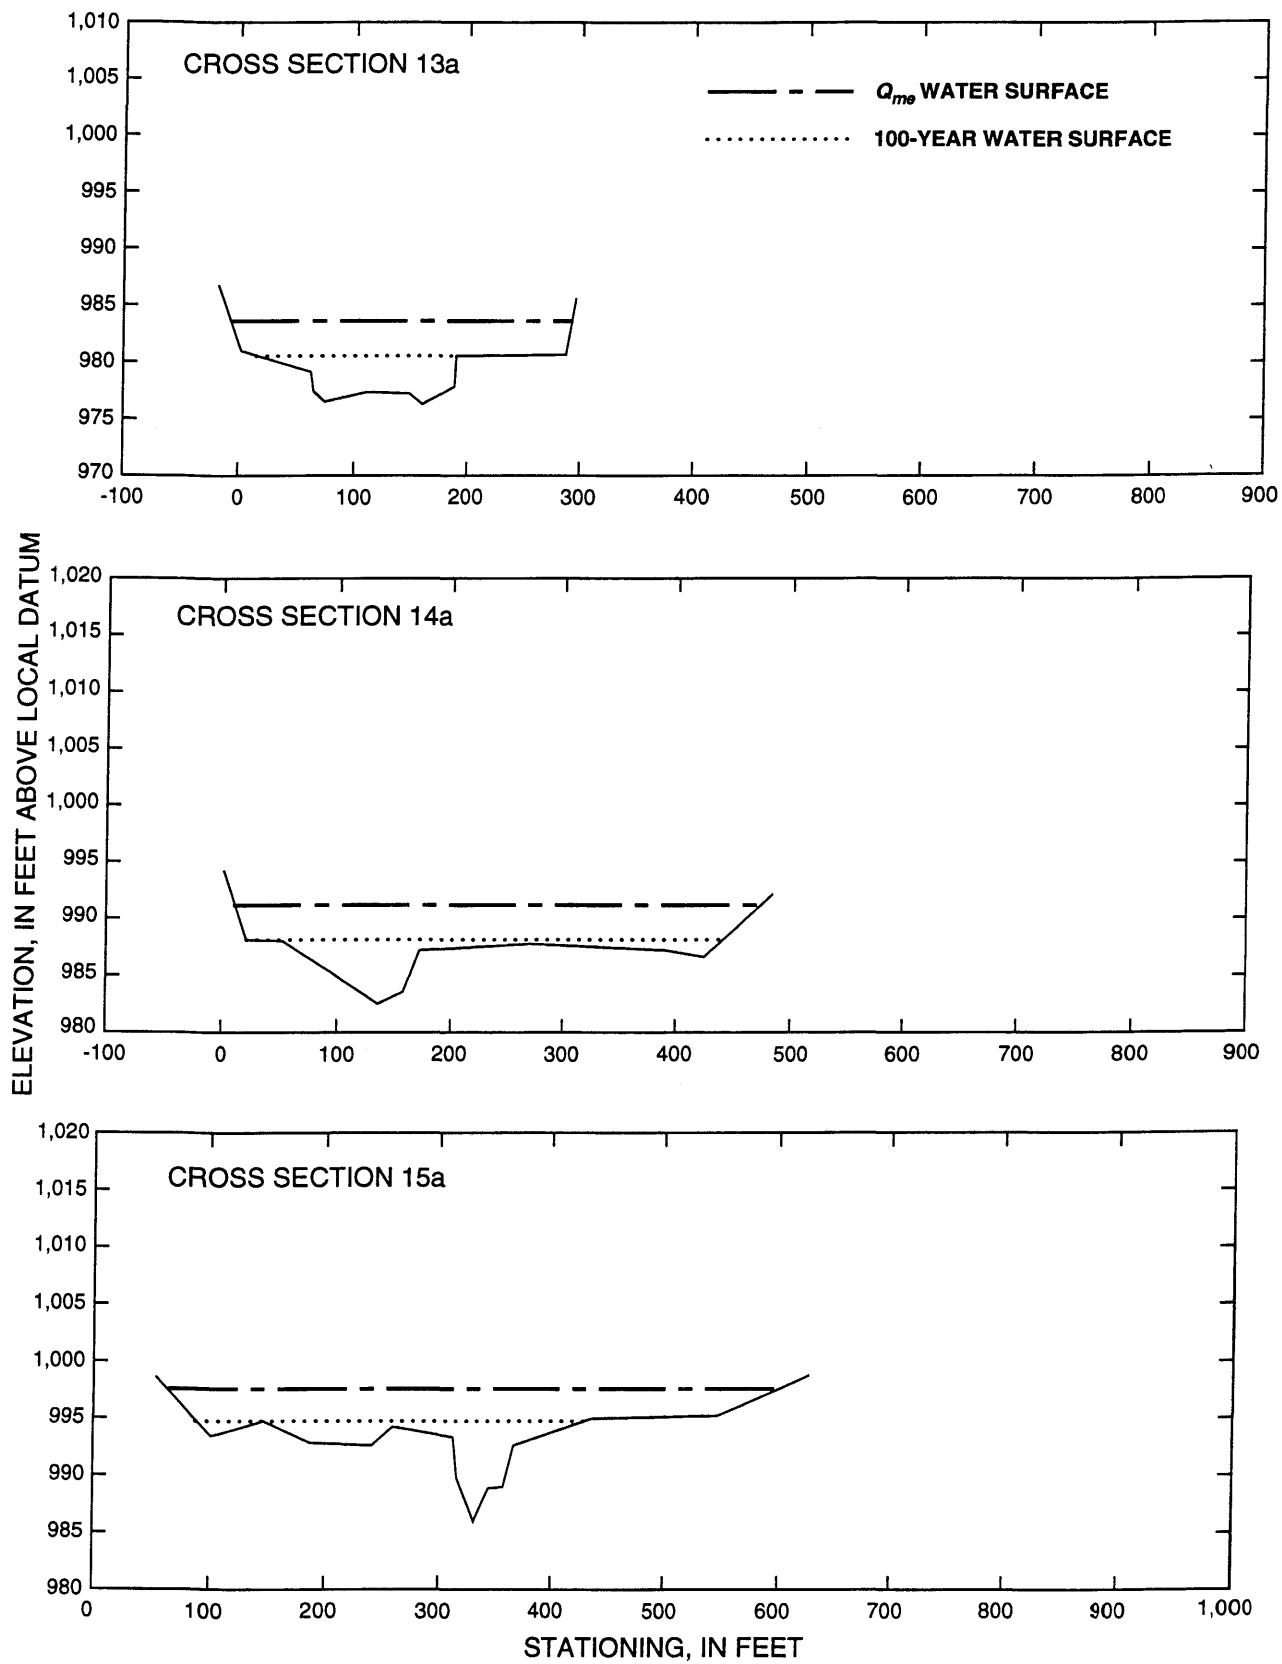 1,010
CROSS SECTION 13a
1,005
Qme WATER SURFACE
1,000
100-YEAR WATER SURFACE
995
990
985
980
975
970
-100 0 100 200 300 400 500 600 700 800 900
ELEVATION, IN FEET ABOVE LOCAL DATUM
1,020
CROSS SECTION 14a
1,015
1,010
1,005
1,000
995
990
985
980
-100 0 100 200 300 400 500 600 700 800 900
1,020
CROSS SECTION 15a
1,015
1,010
1,005
1,000
995
990
985
980
0 100 200 300 400 500 600 700 800 900 1,000
STATIONING, IN FEET